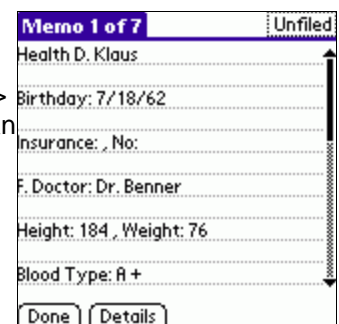 Memo 1 of 7 Unfiled
Health D. Klaus
> Birthday: 7/18/62
n
Insurance: , No:
F. Doctor: Dr. Benner
Height: 184 , Weight: 76
Blood Type: A +
Done Details